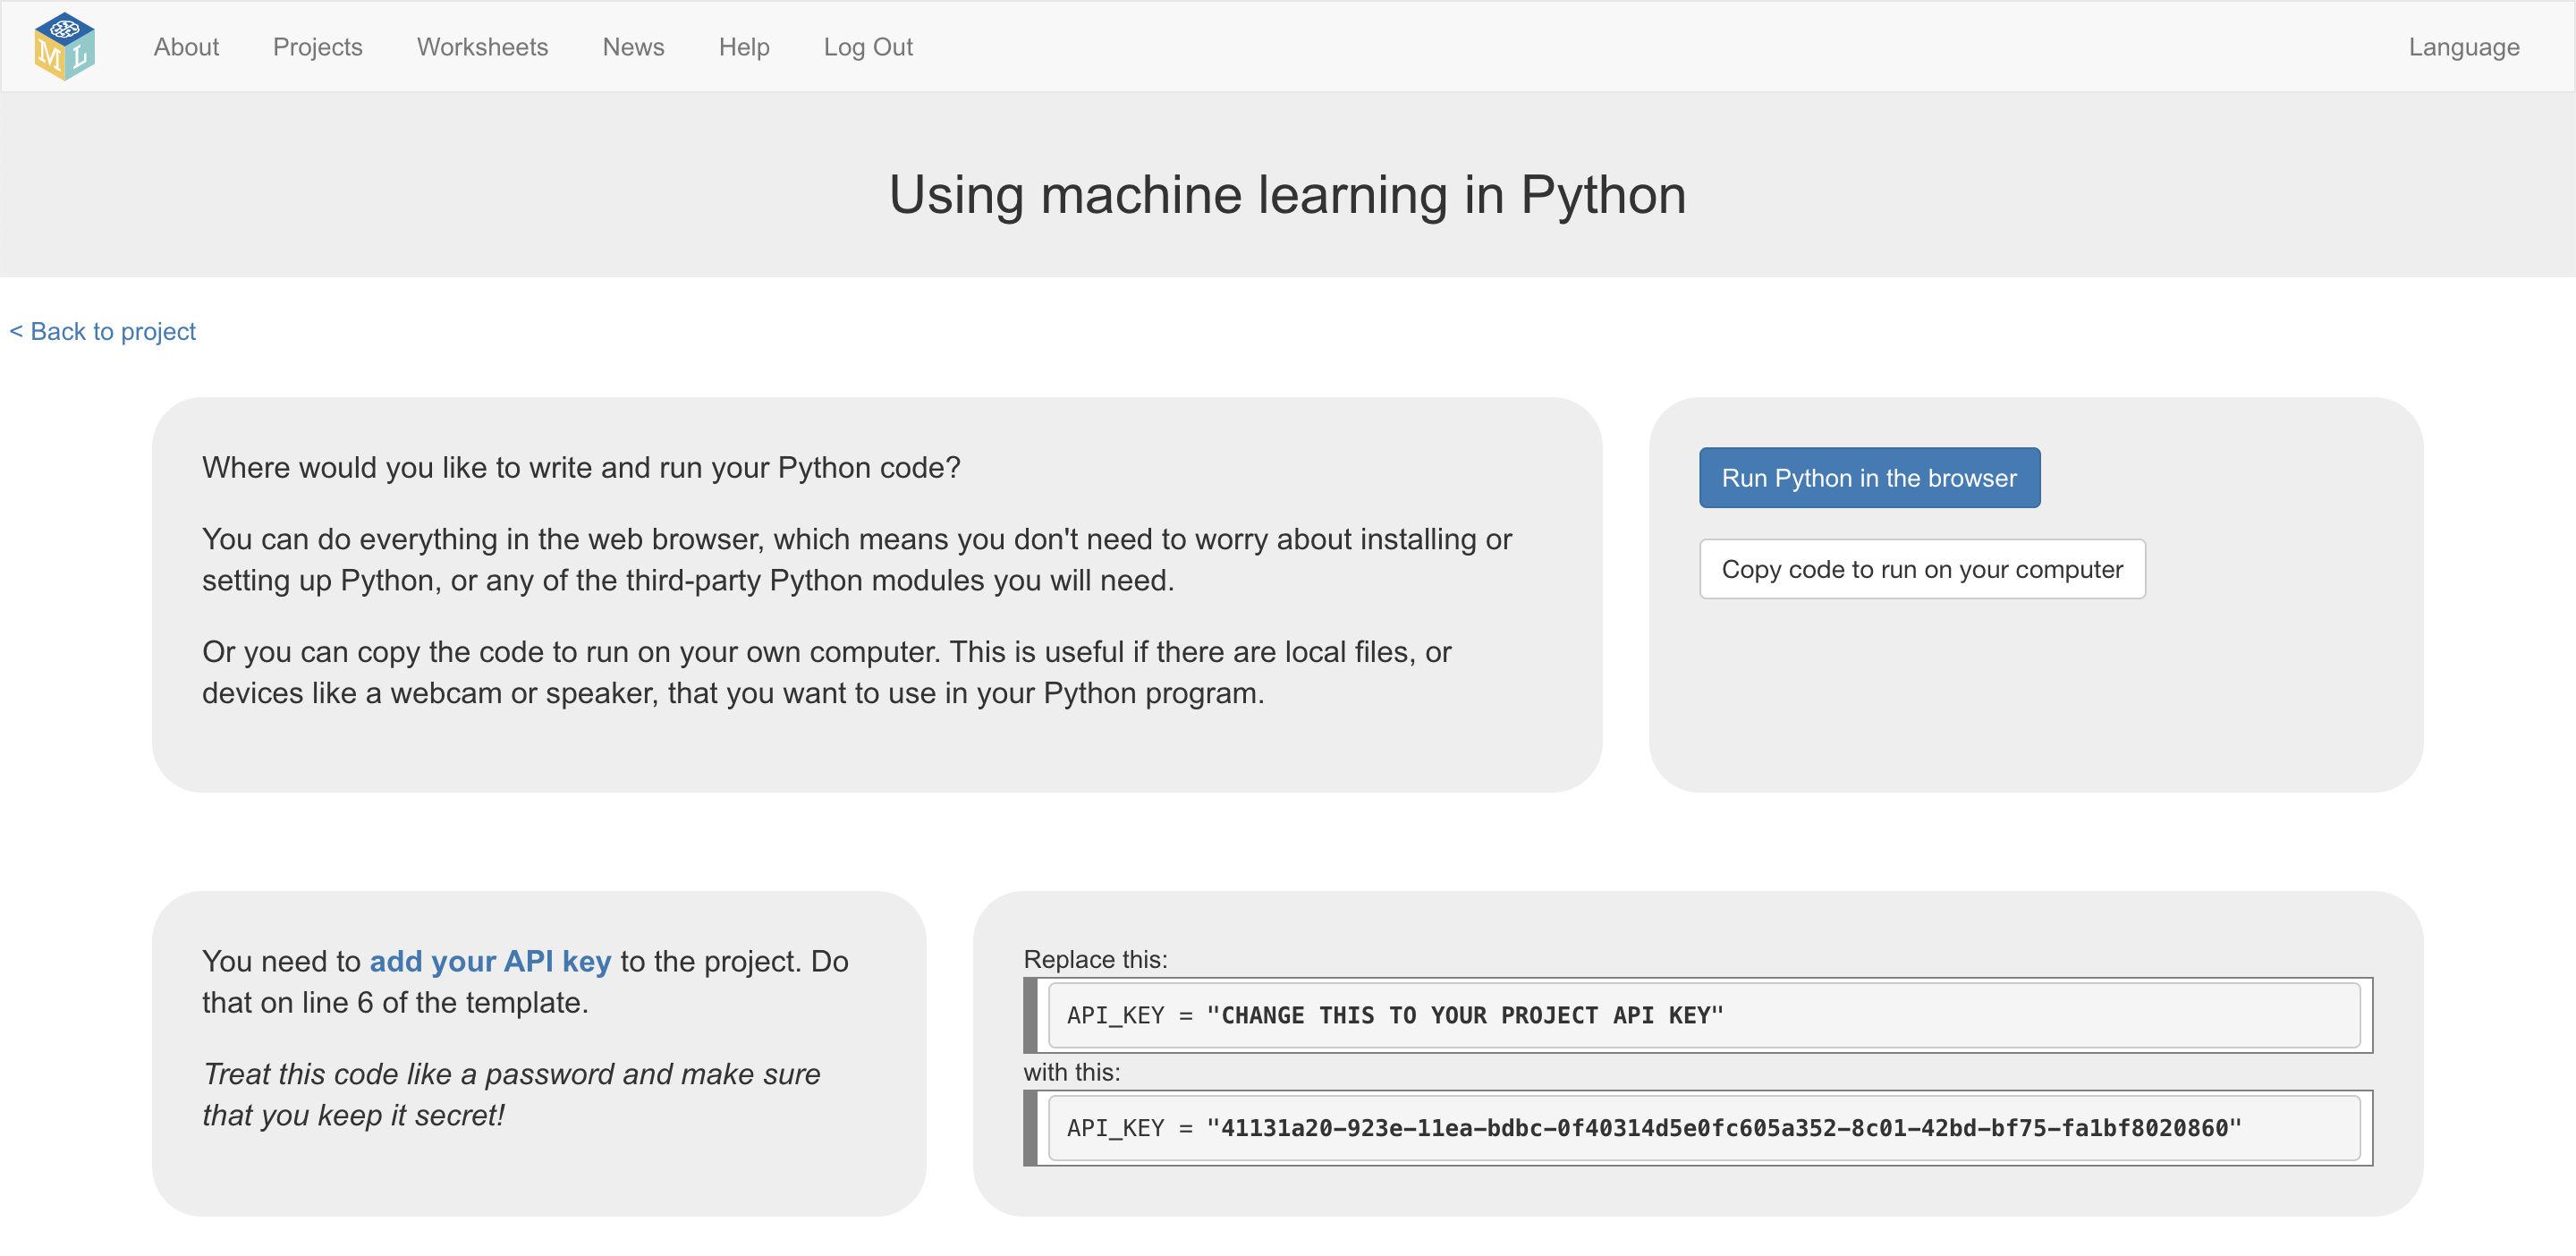 M L
About Projects Worksheets News Help Log Out Language
Using machine learning in Python
< Back to project
Where would you like to write and run your Python code?
You can do everything in the web browser, which means you don't need to worry about installing or
setting up Python, or any of the third-party Python modules you will need.
Or you can copy the code to run on your own computer. This is useful if there are local files, or
devices like a webcam or speaker, that you want to use in your Python program.
Run Python in the browser
Copy code to run on your computer
You need to add your API key to the project. Do
that on line 6 of the template.
Treat this code like a password and make sure
that you keep it secret!
Replace this:
API_KEY = "CHANGE THIS TO YOUR PROJECT API KEY"
with this:
API_KEY = "41131a20-923e-11ea-bdbc-0f40314d5e0fc605a352-8c01-42bd-bf75-fa1bf8020860"